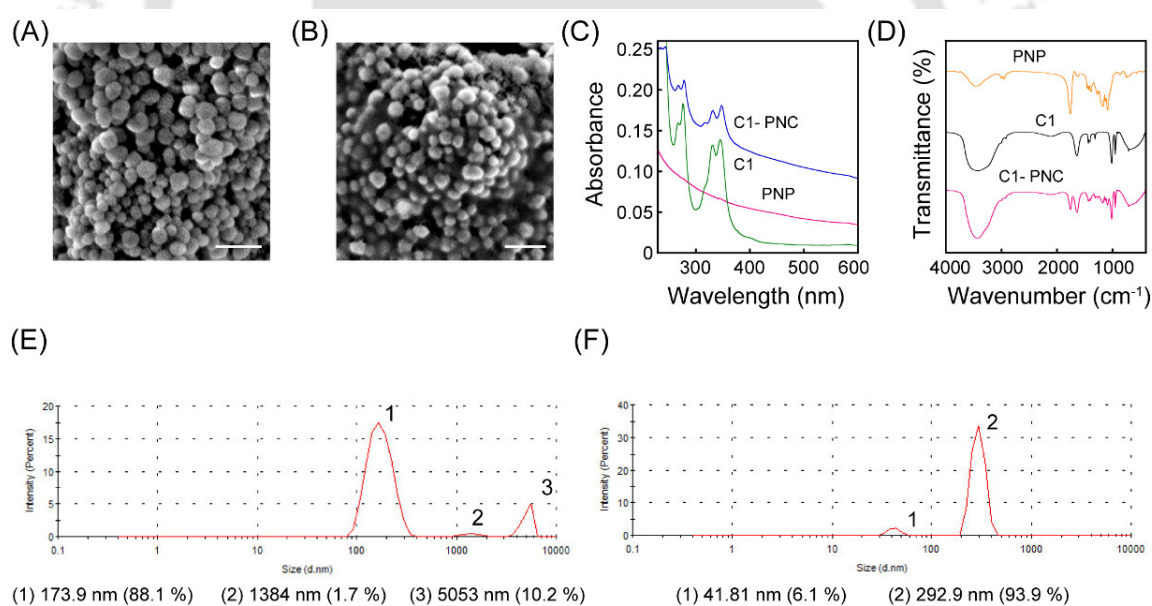 (A)
(B)
(C)
(D)
0.25
0.20
0.15
0.10
0.05
0
Absorbance
C1- PNC
C1
PNP
300 400 500 600
Wavelength (nm)
Transmittance (%)
PNP
C1
C1- PNC
4000 3000 2000 1000
Wavenumber (cm-1)
(E)
20
15
10
5
0
Intensity (Percent)
1
2
3
0.1 1 10 100 1000 10000
Size (d.nm)
(1) 173.9 nm (88.1 %) (2) 1384 nm (1.7 %) (3) 5053 nm (10.2 %)
(F)
40
30
20
10
0
Intensity (Percent)
1
2
0.1 1 10 100 1000 10000
Size (d.nm)
(1) 41.81 nm (6.1 %) (2) 292.9 nm (93.9 %)